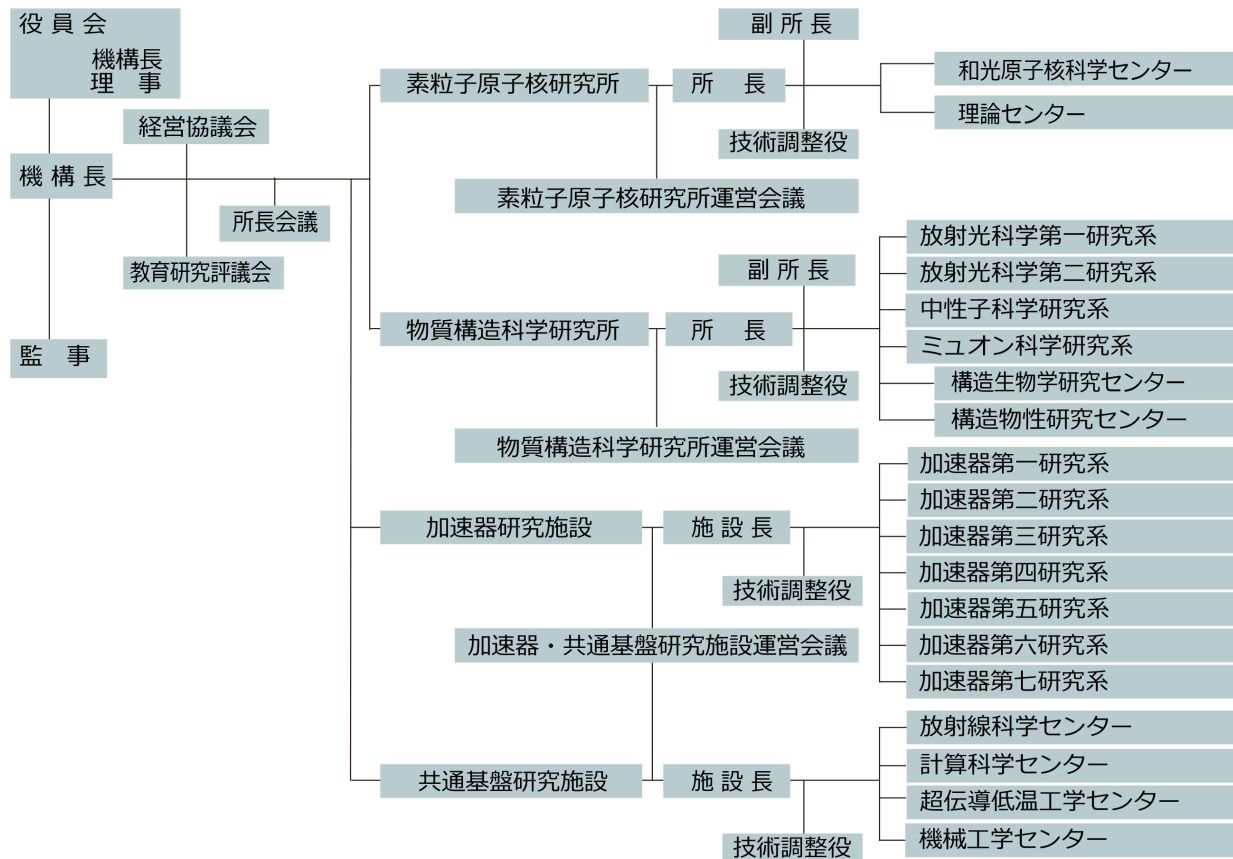 役 員 会
機構長
理　事
機 構 長
監　事
経営協議会
所長会議
教育研究評議会
素粒子原子核研究所
所　長
副 所 長
技術調整役
素粒子原子核研究所運営会議
和光原子核科学センター
理論センター
物質構造科学研究所
所　長
副 所 長
技術調整役
物質構造科学研究所運営会議
放射光科学第一研究系
放射光科学第二研究系
中性子科学研究系
ミュオン科学研究系
構造生物学研究センター
構造物性研究センター
加速器研究施設
施 設 長
技術調整役
加速器・共通基盤研究施設運営会議
加速器第一研究系
加速器第二研究系
加速器第三研究系
加速器第四研究系
加速器第五研究系
加速器第六研究系
加速器第七研究系
共通基盤研究施設
施 設 長
技術調整役
放射線科学センター
計算科学センター
超伝導低温工学センター
機械工学センター